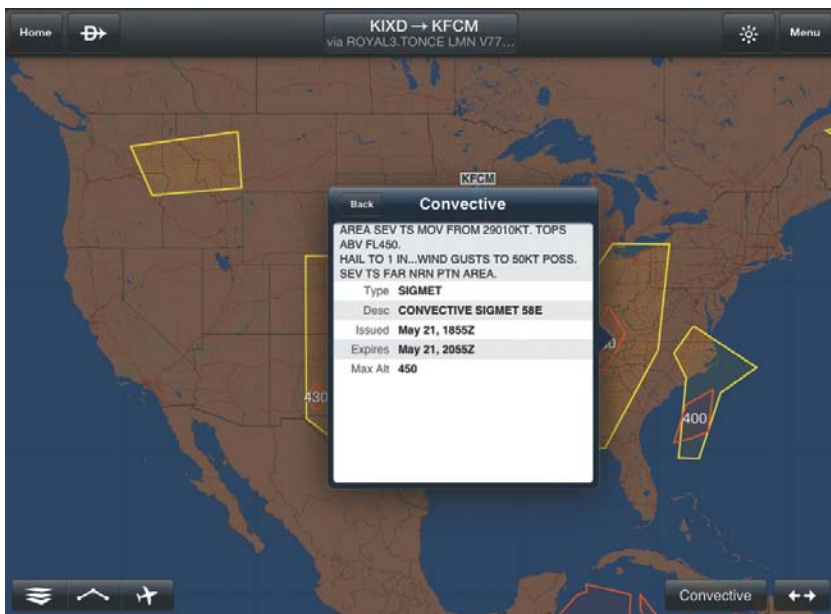 Home
KIXD → KFCM
via ROYAL3.TONCE LMN V77...
Menu
KFCM
Back
Convective
AREA SEV TS MOV FROM 29010KT. TOPS
ABV FL450.
HAIL TO 1 IN...WIND GUSTS TO 50KT POSS.
SEV TS FAR NRN PTN AREA.
Type SIGMET
Desc CONVECTIVE SIGMET 58E
Issued May 21, 1855Z
Expires May 21, 2055Z
Max Alt 450
430
400
Convective